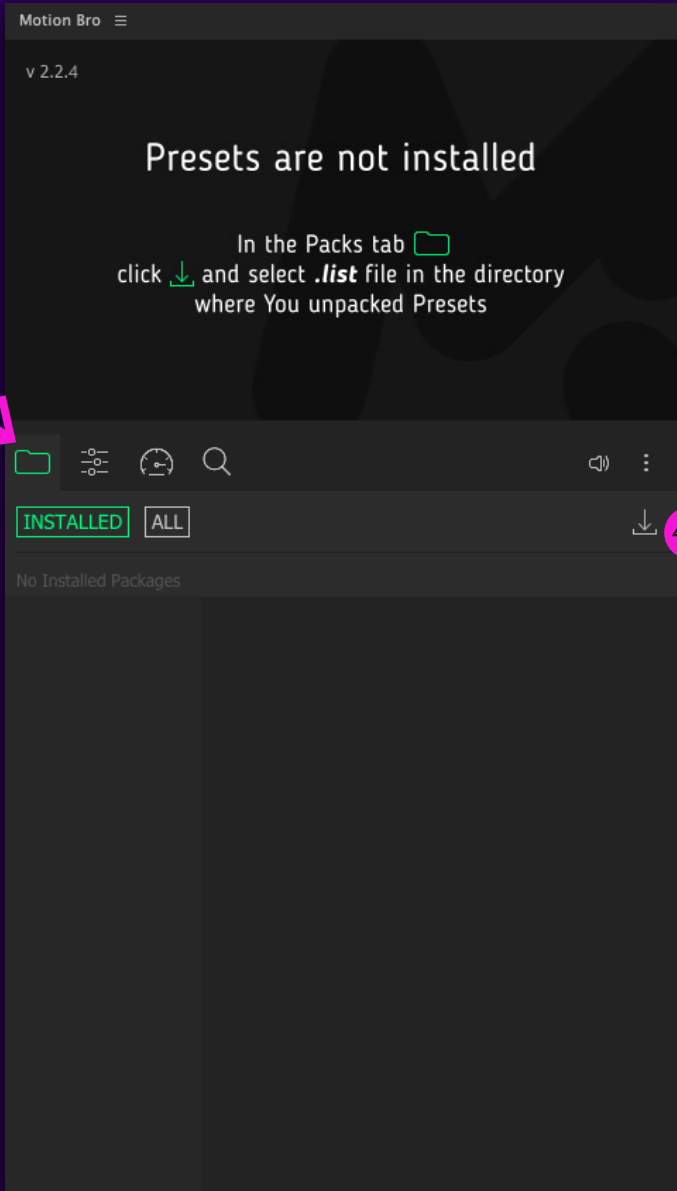 Motion Bro
v 2.2.4
Presets are not installed
In the Packs tab
click and select .list file in the directory
where You unpacked Presets
INSTALLED ALL
No Installed Packages